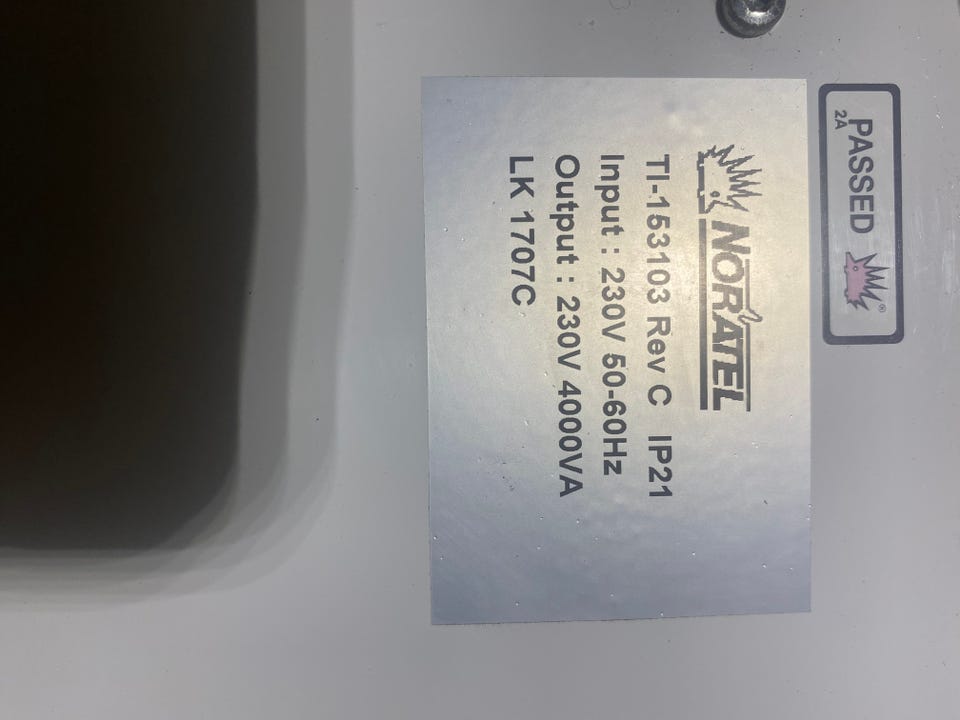 PASSED
2A
®
NORATEL
TI-153103 Rev C IP21
Input : 230V 50-60Hz
Output : 230V 4000VA
LK 1707C